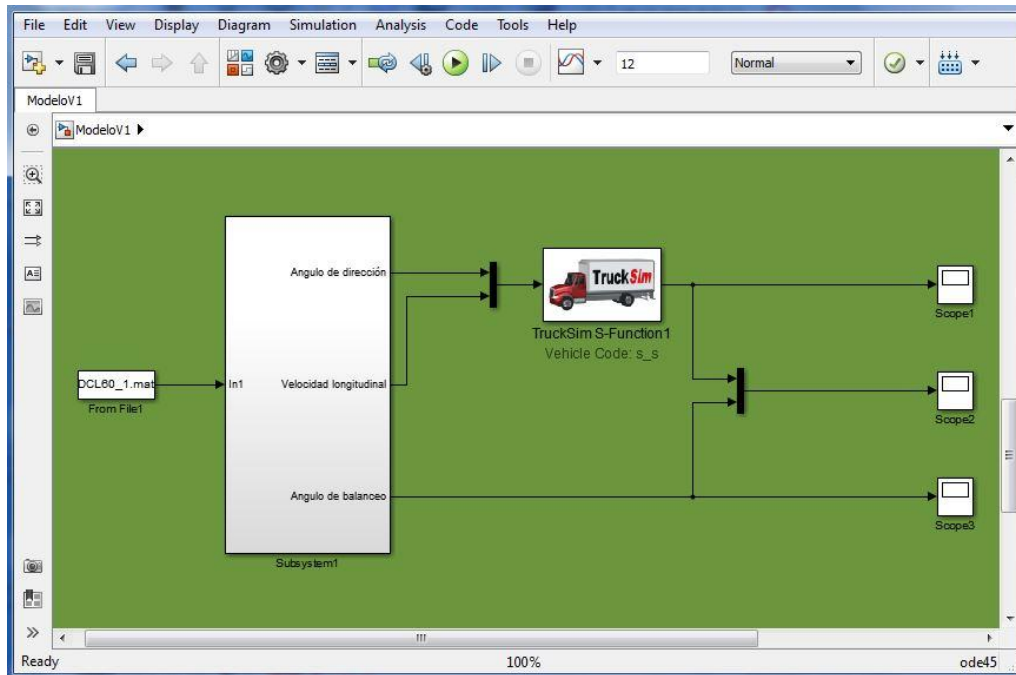 File Edit View Display Diagram Simulation Analysis Code Tools Help
12 Normal
ModeloV1
ModeloV1
Angulo de dirección
TruckSim
TruckSim S-Function1
Vehicle Code: s_s
Scope1
DCL60_1.mat
In1
Velocidad longitudinal
From File1
Scope2
Angulo de balanceo
Scope3
Subsystem1
Ready 100% ode45